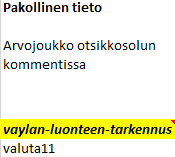 Pakollinen tieto
Arvojoukko otsikkosolun
kommentissa
vaylan-luonteen-tarkennus
valuta11